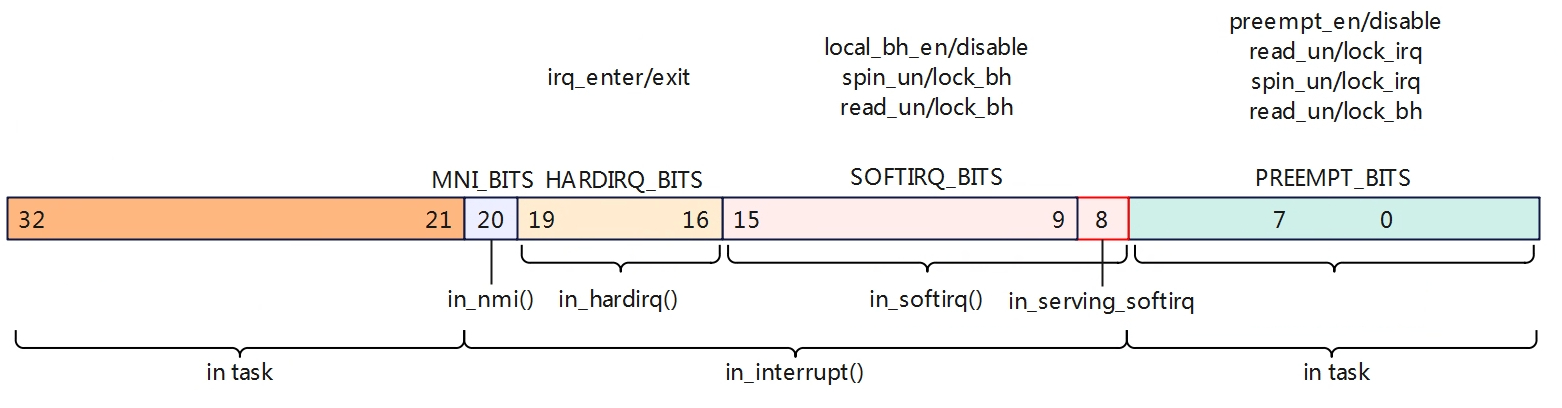 preempt_en/disable
local_bh_en/disable
read_un/lock_irq
irq_enter/exit
spin_un/lock_bh
spin_un/lock_irq
read_un/lock_bh
read_un/lock_bh
MNI_BITS HARDIRQ_BITS
SOFTIRQ_BITS
PREEMPT_BITS
32 21 20 19 16 15 9 8 7 0
in_nmi()
in_hardirq()
in_softirq()
in_serving_softirq
in task
in_interrupt()
in task